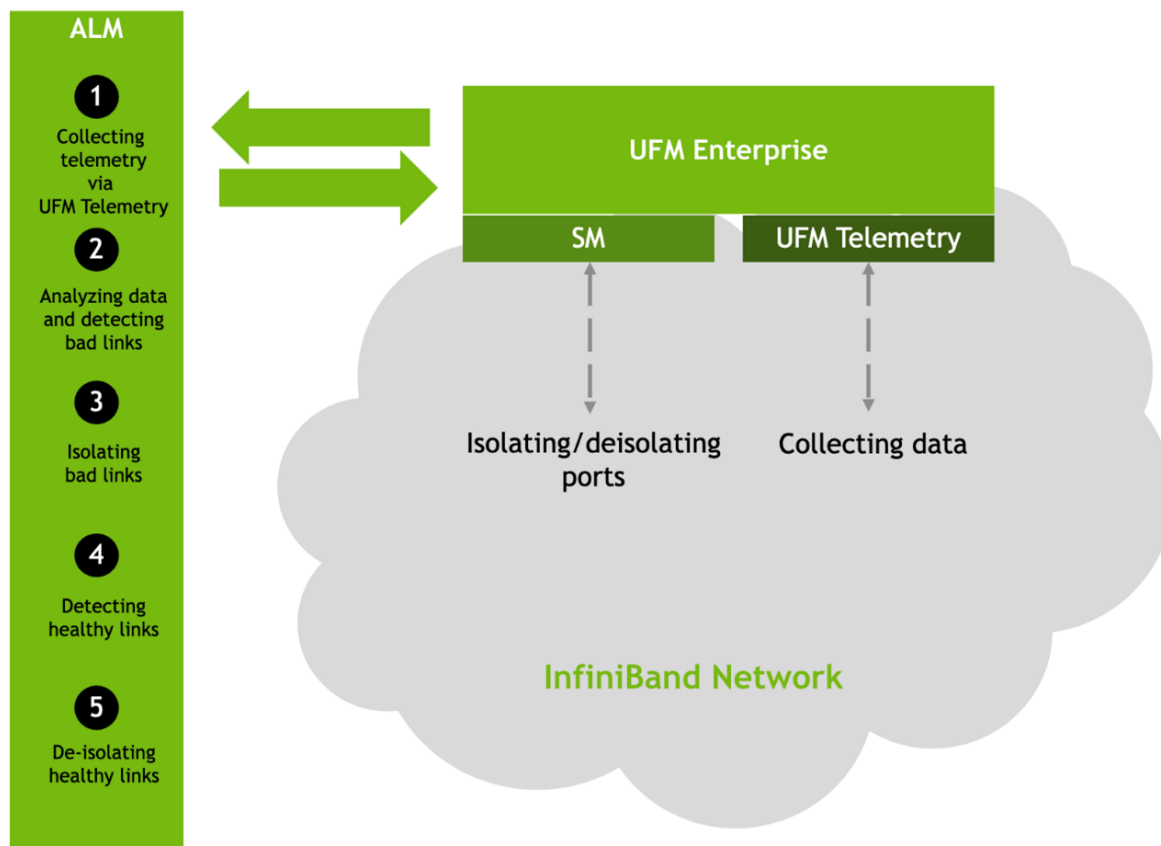 ALM
1
Collecting
telemetry
via
UFM Telemetry
2
Analyzing data
and detecting
bad links
3
Isolating
bad links
4
Detecting
healthy links
5
De-isolating
healthy links
UFM Enterprise
SM
UFM Telemetry
Isolating/deisolating
ports
Collecting data
InfiniBand Network